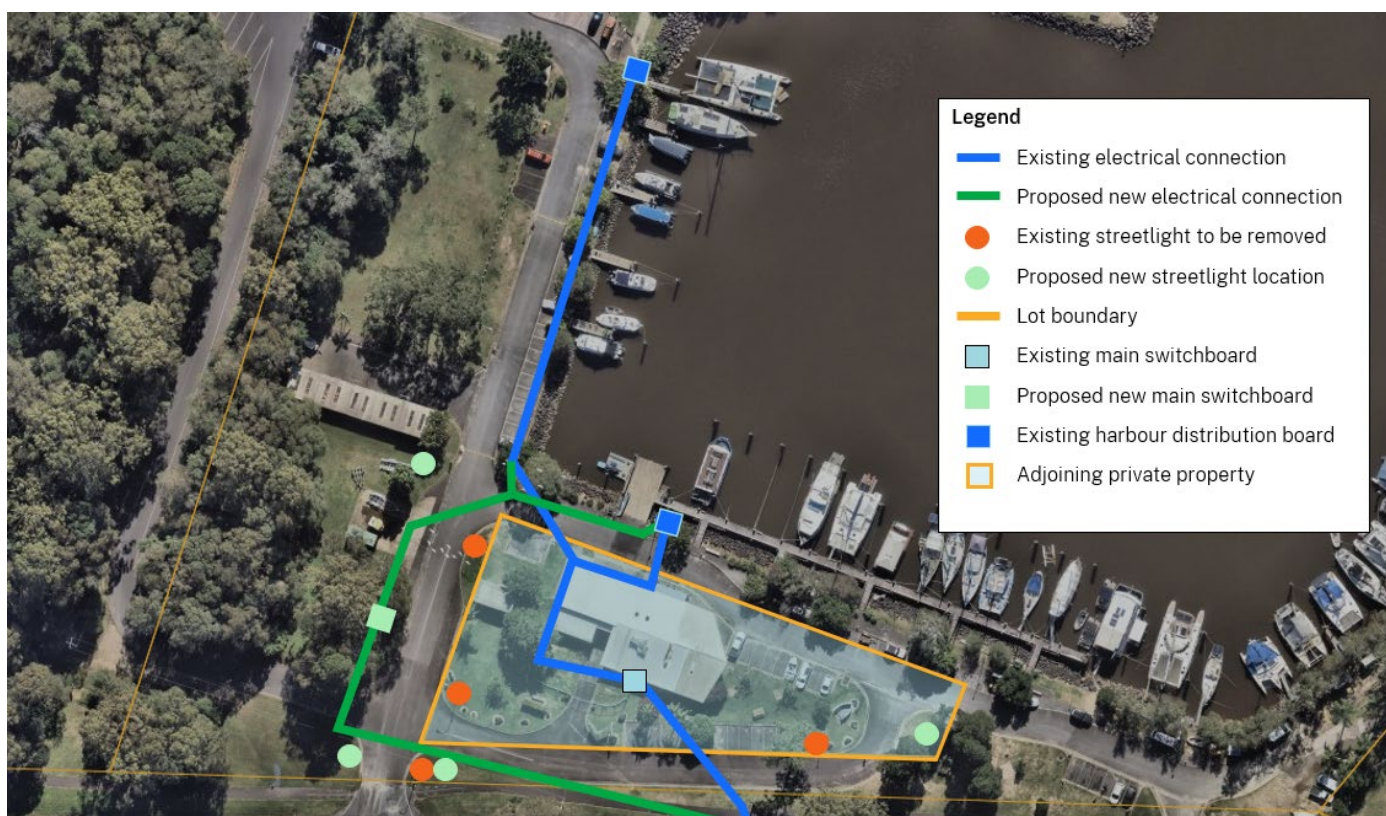 Legend
Existing electrical connection
Proposed new electrical connection
Existing streetlight to be removed
Proposed new streetlight location
Lot boundary
Existing main switchboard
Proposed new main switchboard
Existing harbour distribution board
Adjoining private property